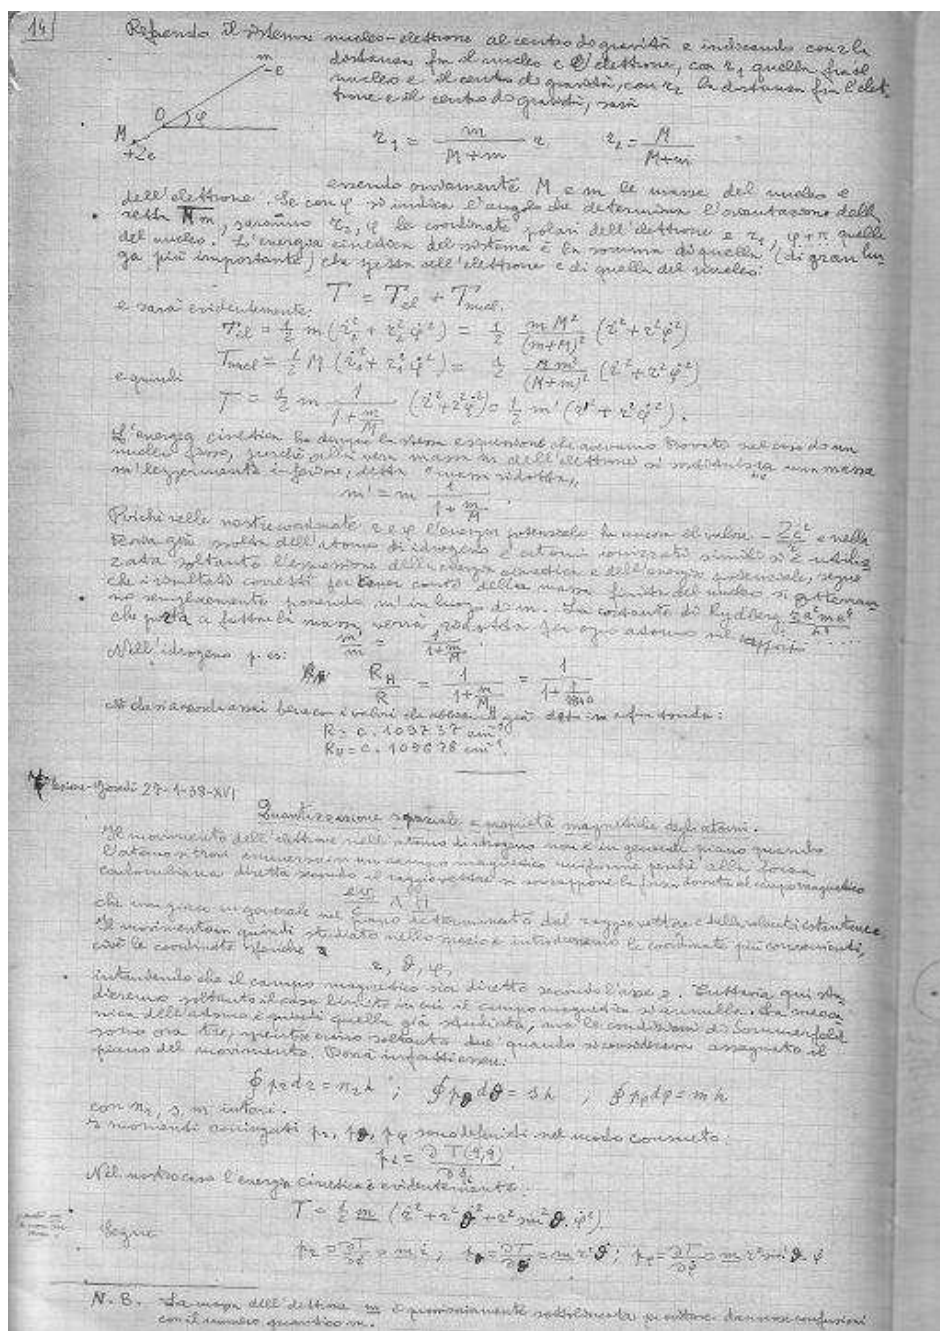 14
Riferendo il sistema nucleo-elettrone al centro di gravità e indicando con r la
distanza fra il nucleo e l'elettrone, con r₁ quella fra il
nucleo e il centro di gravità, con r₂ la distanza fra l'elet-
trone e il centro di gravità, sarà
m
-e
O φ
M
+Ze
r₁ = m/(M+m) r, r₂ = M/(M+m)
essendo ovviamente M e m le masse del nucleo e
dell'elettrone. Se con φ si indica l'angolo che determina l'orientazione della
retta Mm, saranno r₂, φ le coordinate polari dell'elettrone e r₁, φ+π quelle
del nucleo. L'energia cinetica del sistema è la somma di quella (di gran lun-
ga più importante) che spetta all'elettrone e di quella del nucleo:
T = T_el + T_nucl.
e sarà evidentemente:
T_el = 1/2 m (ṙ₂² + r₂² φ̇²) = 1/2 mM²/(m+M)² (ṙ² + r² φ̇²)
T_nucl = 1/2 M (ṙ₁² + r₁² φ̇²) = 1/2 Mm²/(M+m)² (ṙ² + r² φ̇²)
e quindi
T = 1/2 m 1/(1+m/M) (ṙ² + r² φ̇²) = 1/2 m' (ṙ² + r² φ̇²).
L'energia cinetica ha dunque la stessa espressione che avevamo trovato nel caso di un
nucleo fisso, purché alla vera massa m dell'elettrone si sostituisca una massa
m' leggermente inferiore, detta "massa ridotta",
m' = m 1/(1+m/M).
Poichè nelle nostre coordinate r e φ l'energia potenziale ha ancora il valore - Ze²/r e nella
svolta dell'atomo di idrogeno e atomi ionizzati simili si è utiliz-
zata soltanto l'espressione della energia cinetica e dell'energia potenziale, segue
che i risultati corretti per tener conto della massa finita del nucleo si otterran-
no semplicemente ponendo m' in luogo di m. La costante di Rydberg 2π²me⁴/h³
che porta a fattore la massa, verrà ridotta per ogni atomo nel rapporto ......
m'/m = 1/(1+m/M).
Nell'idrogeno p. es:
R_H/R = 1/(1+m/M_H) = 1/(1+1/1840)
che si accorda assai bene con i valori che abbiamo già dato in
R = c. 109737 cm⁻¹.
R_H = c. 109678 cm⁻¹.
Lezione - Giovedì 27-1-38-XVI
Quantizzazione spaziale e proprietà magnetiche degli atomi.
Il movimento dell'elettrone nell'atomo di idrogeno non è in generale piano quando
l'atomo si trovi immerso in un campo magnetico uniforme perché alla forza
coulombiana diretta secondo il raggio vettore si sovrappone la forza dovuta al campo magnetico
ev/c ∧ H
che non giace in generale nel piano determinato dal raggio vettore e dalla velocità istantanea.
Il movimento va quindi studiato nello spazio e introdurremo le coordinate più convenienti,
cioè le coordinate sferiche
r, ϑ, φ,
intendendo che il campo magnetico sia diretto secondo l'asse z. Tuttavia qui stu-
dieremo soltanto il caso limite in cui il campo magnetico si annulla. La mecca-
nica dell'atomo è quindi quella già studiata, ma le condizioni di Sommerfeld
sono ora tre, mentre erano soltanto due quando si considerava assegnato il
piano del movimento. Dovrà infatti essere:
∮ p_r dr = n_r h ; ∮ p_ϑ dϑ = s h ; ∮ p_φ dφ = m h
con n_r, s, m interi.
I momenti coniugati p_r, p_ϑ, p_φ sono definiti nel modo consueto:
p_i = ∂T(q,q̇)/∂q̇_i
Nel nostro caso l'energia cinetica è evidentemente:
T = 1/2 m (ṙ² + r² ϑ̇² + r² sin²ϑ. φ̇²)
Segue
p_r = ∂T/∂ṙ = m ṙ ; p_ϑ = ∂T/∂ϑ̇ = m r² ϑ̇ ; p_φ = ∂T/∂φ̇ = m r² sin²ϑ. φ̇
N. B. La massa dell'elettrone m è provvisoriamente sottolineata per evitare confusioni
con il numero quantico m.